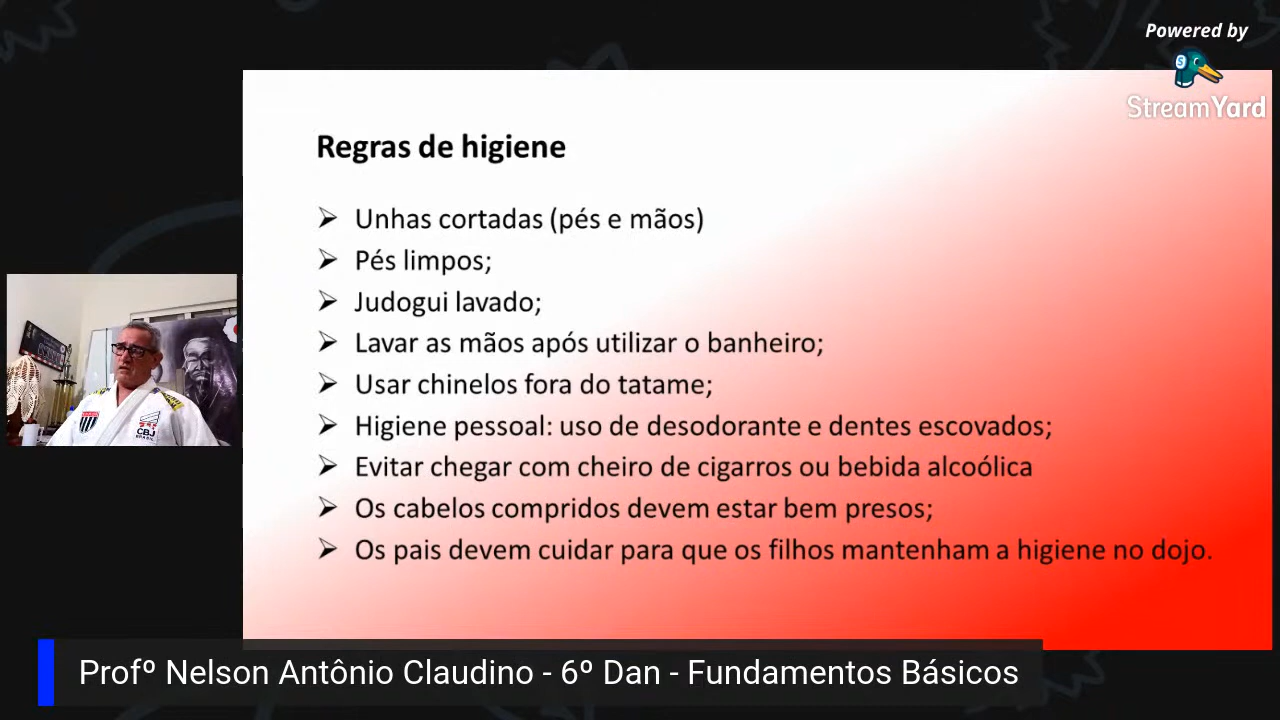 Powered by
StreamYard
Regras de higiene
Unhas cortadas (pés e mãos)
Pés limpos;
Judogui lavado;
Lavar as mãos após utilizar o banheiro;
Usar chinelos fora do tatame;
Higiene pessoal: uso de desodorante e dentes escovados;
Evitar chegar com cheiro de cigarros ou bebida alcoólica
Os cabelos compridos devem estar bem presos;
Os pais devem cuidar para que os filhos mantenham a higiene no dojo.
CBJ
Profº Nelson Antônio Claudino - 6º Dan - Fundamentos Básicos